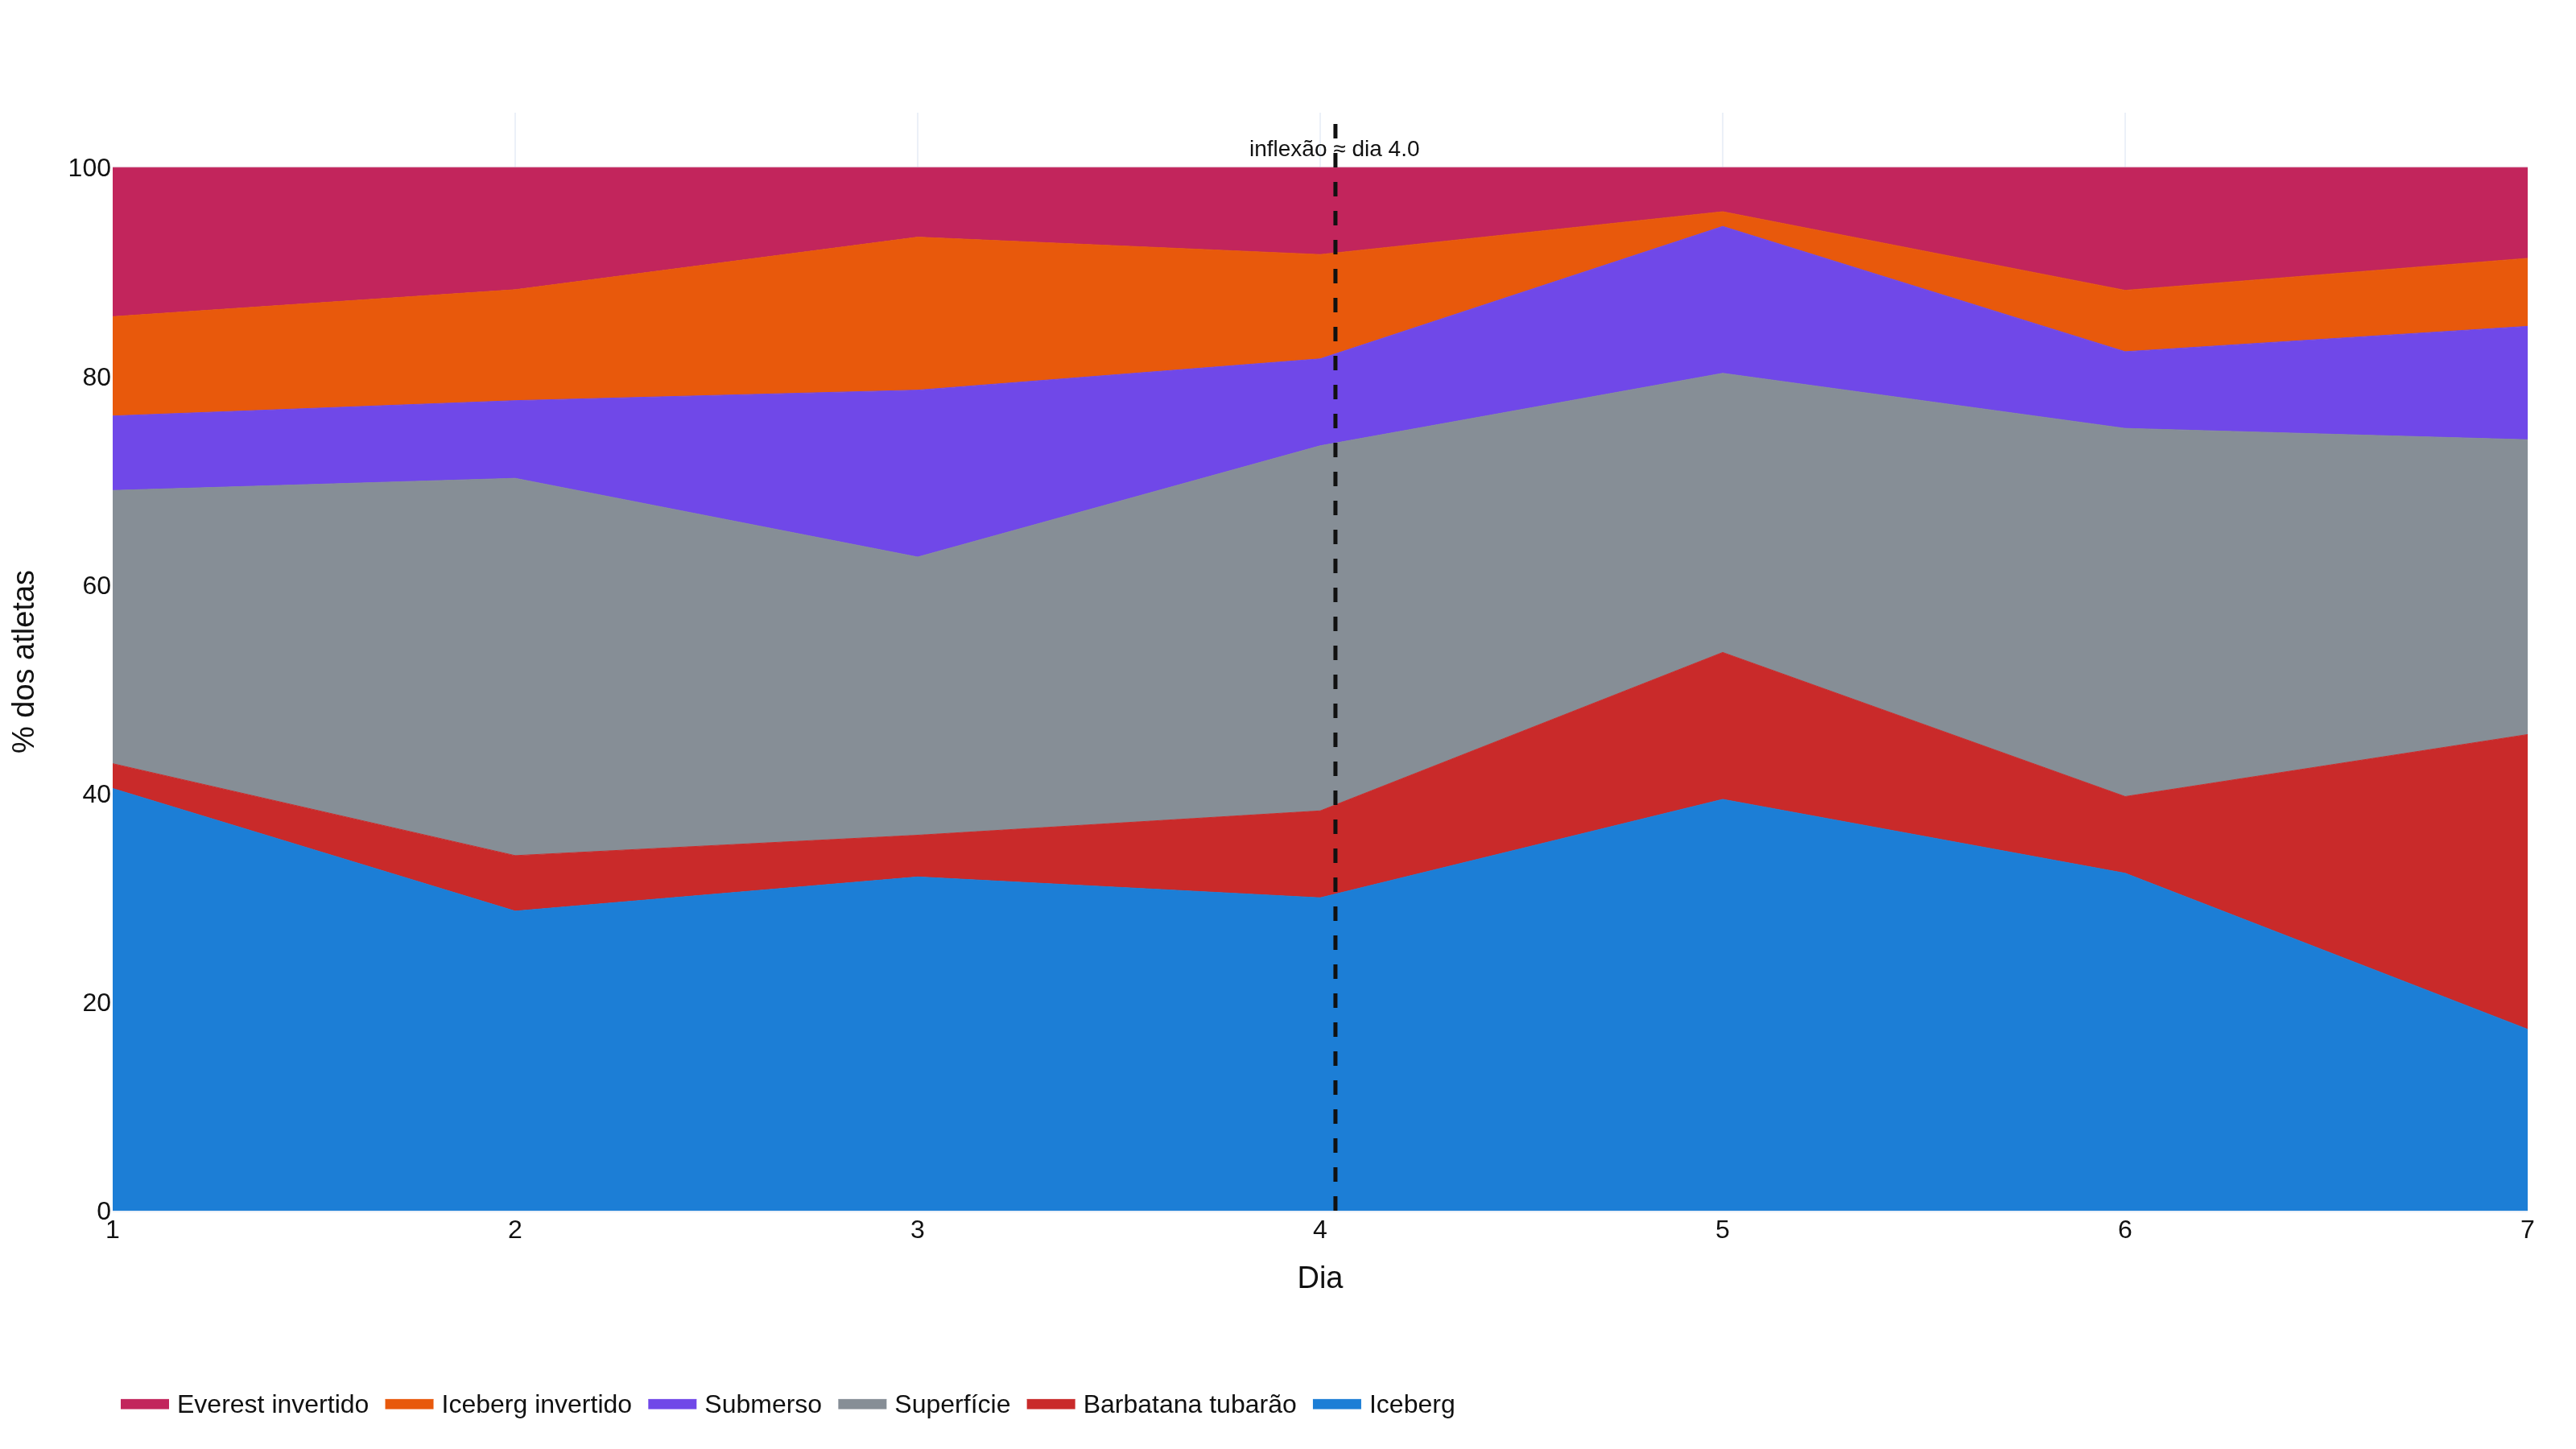 inflexão ≈ dia 4.0
100
80
60
40
20
0
% dos atletas
1 2 3 4 5 6 7
Dia
Everest invertido Iceberg invertido Submerso Superfície Barbatana tubarão Iceberg